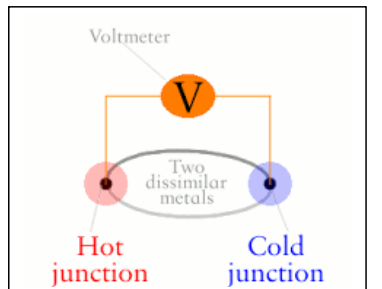 Voltmeter
V
Two
dissimilar
metals
Hot
junction
Cold
junction